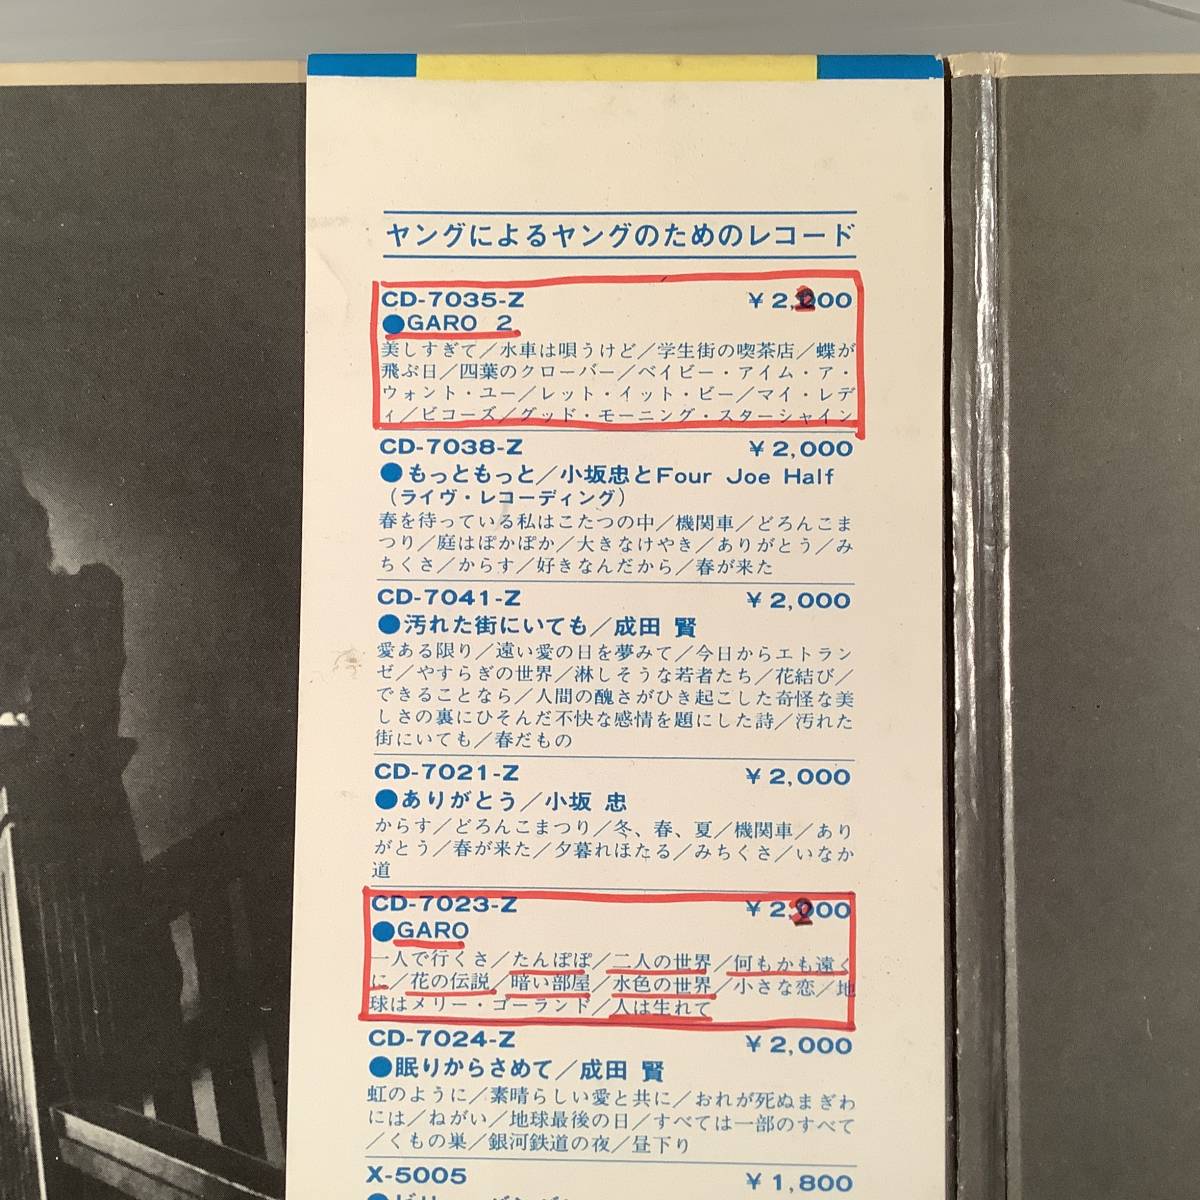 ヤングによるヤングのためのレコード
CD-7035-Z ¥2,200
●GARO 2
美しすぎて／水車は唄うけど／学生街の喫茶店／蝶が
飛ぶ日／四葉のクローバー／ベイビー・アイム・ア・
ウォント・ユー／レット・イット・ビー／マイ・レデ
ィ／ビコーズ／グッド・モーニング・スターシャイン
CD-7038-Z ¥2,000
●もっともっと／小坂忠とFour Joe Half
（ライヴ・レコーディング）
春を待っている私はこたつの中／機関車／どろんこま
つり／庭はぽかぽか／大きなけやき／ありがとう／み
ちくさ／からす／好きなんだから／春が来た
CD-7041-Z ¥2,000
●汚れた街にいても／成田 賢
愛ある限り／遠い愛の日を夢みて／今日からエトラン
ゼ／やすらぎの世界／淋しそうな若者たち／花結び／
できることなら／人間の醜さがひき起こした奇怪な美
しさの裏にひそんだ不快な感情を題にした詩／汚れた
街にいても／春だもの
CD-7021-Z ¥2,000
●ありがとう／小坂 忠
からす／どろんこまつり／冬、春、夏／機関車／あり
がとう／春が来た／夕暮れほたる／みちくさ／いなか
道
CD-7023-Z ¥2,200
●GARO
一人で行くさ／たんぽぽ／二人の世界／何もかも遠く
に／花の伝説／暗い部屋／水色の世界／小さな恋／地
球はメリー・ゴーランド／人は生れて
CD-7024-Z ¥2,000
●眠りからさめて／成田 賢
虹のように／素晴らしい愛と共に／おれが死ぬまぎわ
には／ねがい／地球最後の日／すべては一部のすべて
／くもの巣／銀河鉄道の夜／昼下り
X-5005 ¥1,800